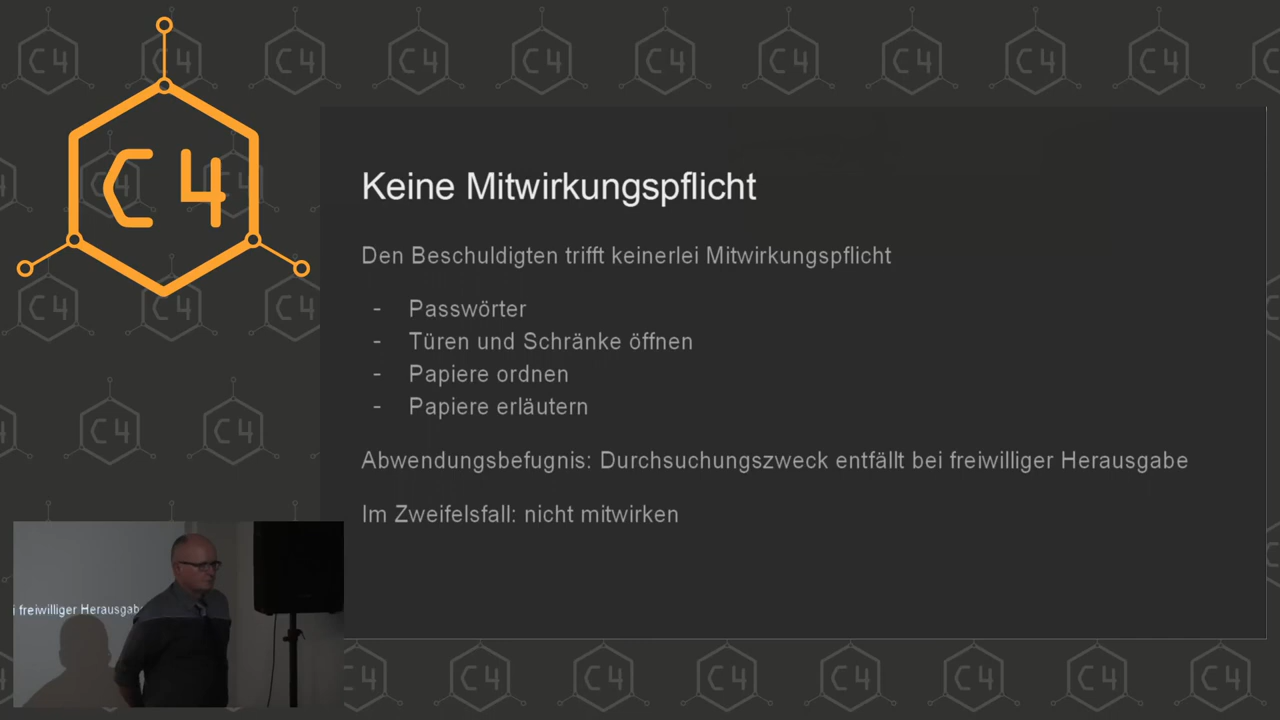 C4
Keine Mitwirkungspflicht
Den Beschuldigten trifft keinerlei Mitwirkungspflicht
- Passwörter
- Türen und Schränke öffnen
- Papiere ordnen
- Papiere erläutern
Abwendungsbefugnis: Durchsuchungszweck entfällt bei freiwilliger Herausgabe
Im Zweifelsfall: nicht mitwirken
i freiwilliger Herausgabe